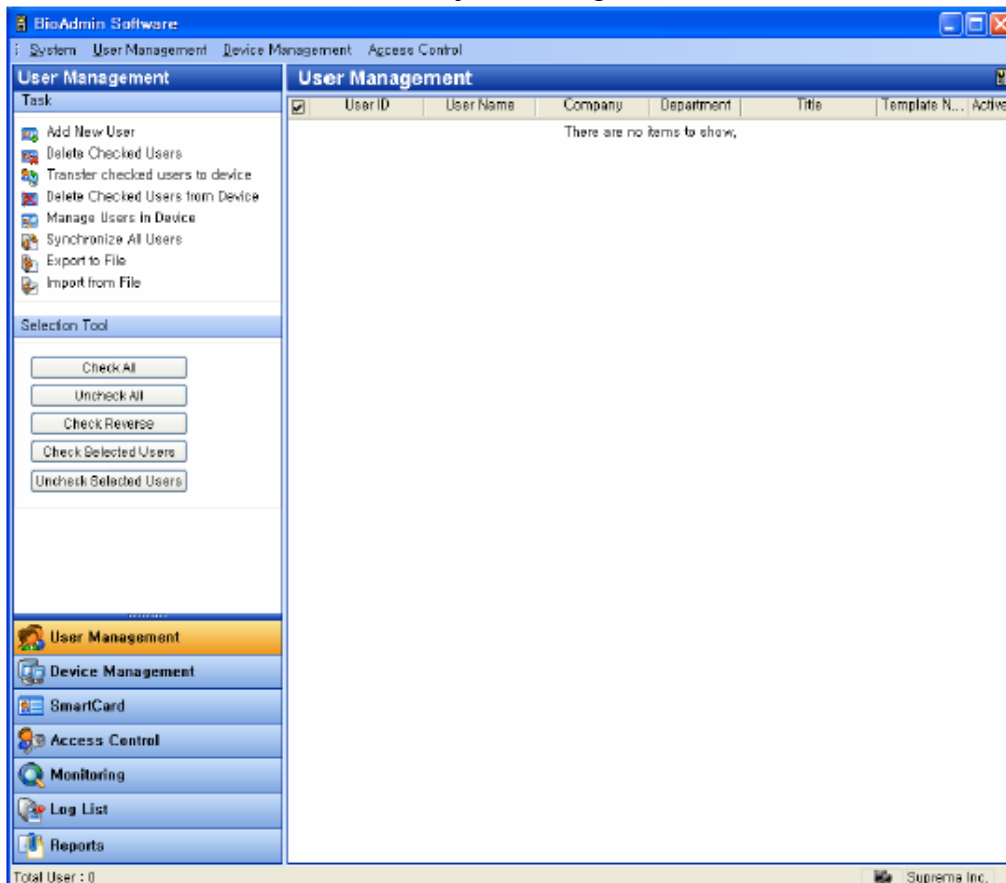 BioAdmin Software
System User Management Device Management Access Control
User Management
Task
Add New User
Delete Checked Users
Transfer checked users to device
Delete Checked Users from Device
Manage Users in Device
Synchronize All Users
Export to File
Import from File
Selection Tool
Check All
Uncheck All
Check Reverse
Check Selected Users
Uncheck Selected Users
User Management
Device Management
SmartCard
Access Control
Monitoring
Log List
Reports
User Management
User ID User Name Company Department Title Template N... Active
There are no items to show.
Total User : 0
Suprema Inc.